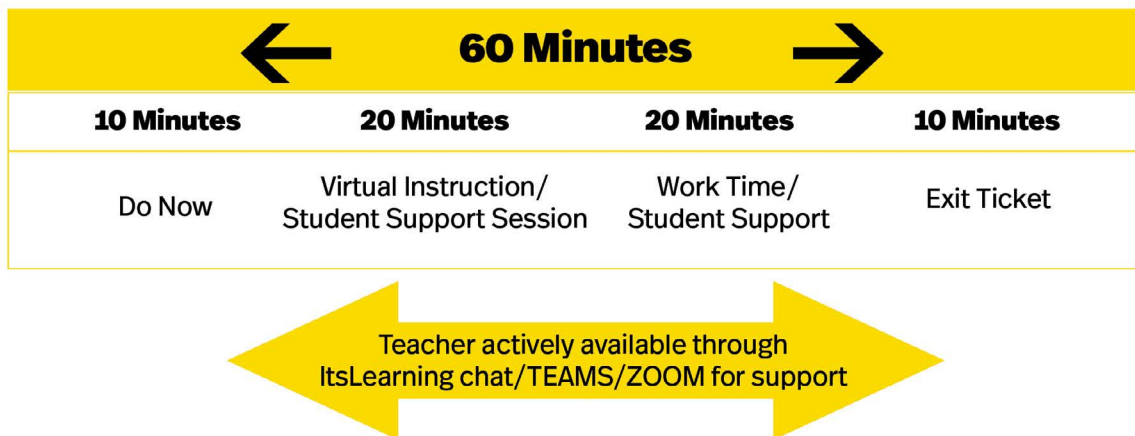 60 Minutes
10 Minutes
20 Minutes
20 Minutes
10 Minutes
Do Now
Virtual Instruction/
Student Support Session
Work Time/
Student Support
Exit Ticket
Teacher actively available through
ItsLearning chat/TEAMS/ZOOM for support